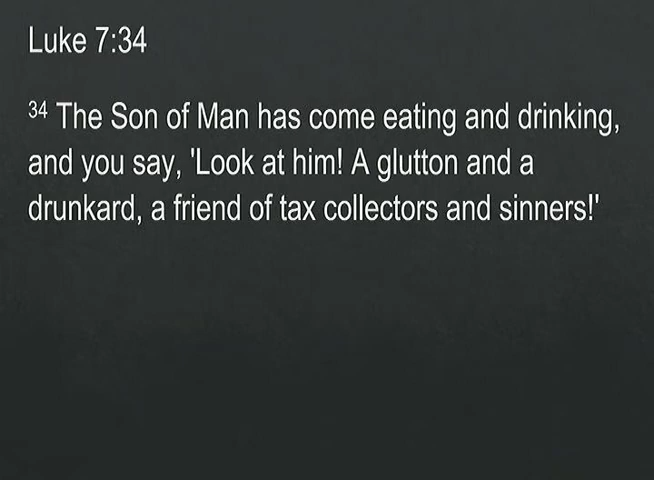 Luke 7:34
34 The Son of Man has come eating and drinking,
and you say, 'Look at him! A glutton and a
drunkard, a friend of tax collectors and sinners!'